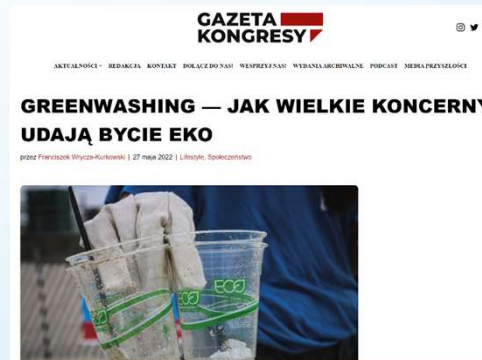 GAZETA
KONGRESY
AKTUALNOŚCI REDAKCJA KONTAKT DOŁĄCZ DO NAS! WESPRZYJ NAS! WYDANIA ARCHIWALNE PODCAST MEDIA PRZYSZŁOŚCI
GREENWASHING — JAK WIELKIE KONCERNY
UDAJĄ BYCIE EKO
przez Franciszek Wrycza-Kurkowski | 27 maja 2022 | Lifestyle, Społeczeństwo
ECO ECO